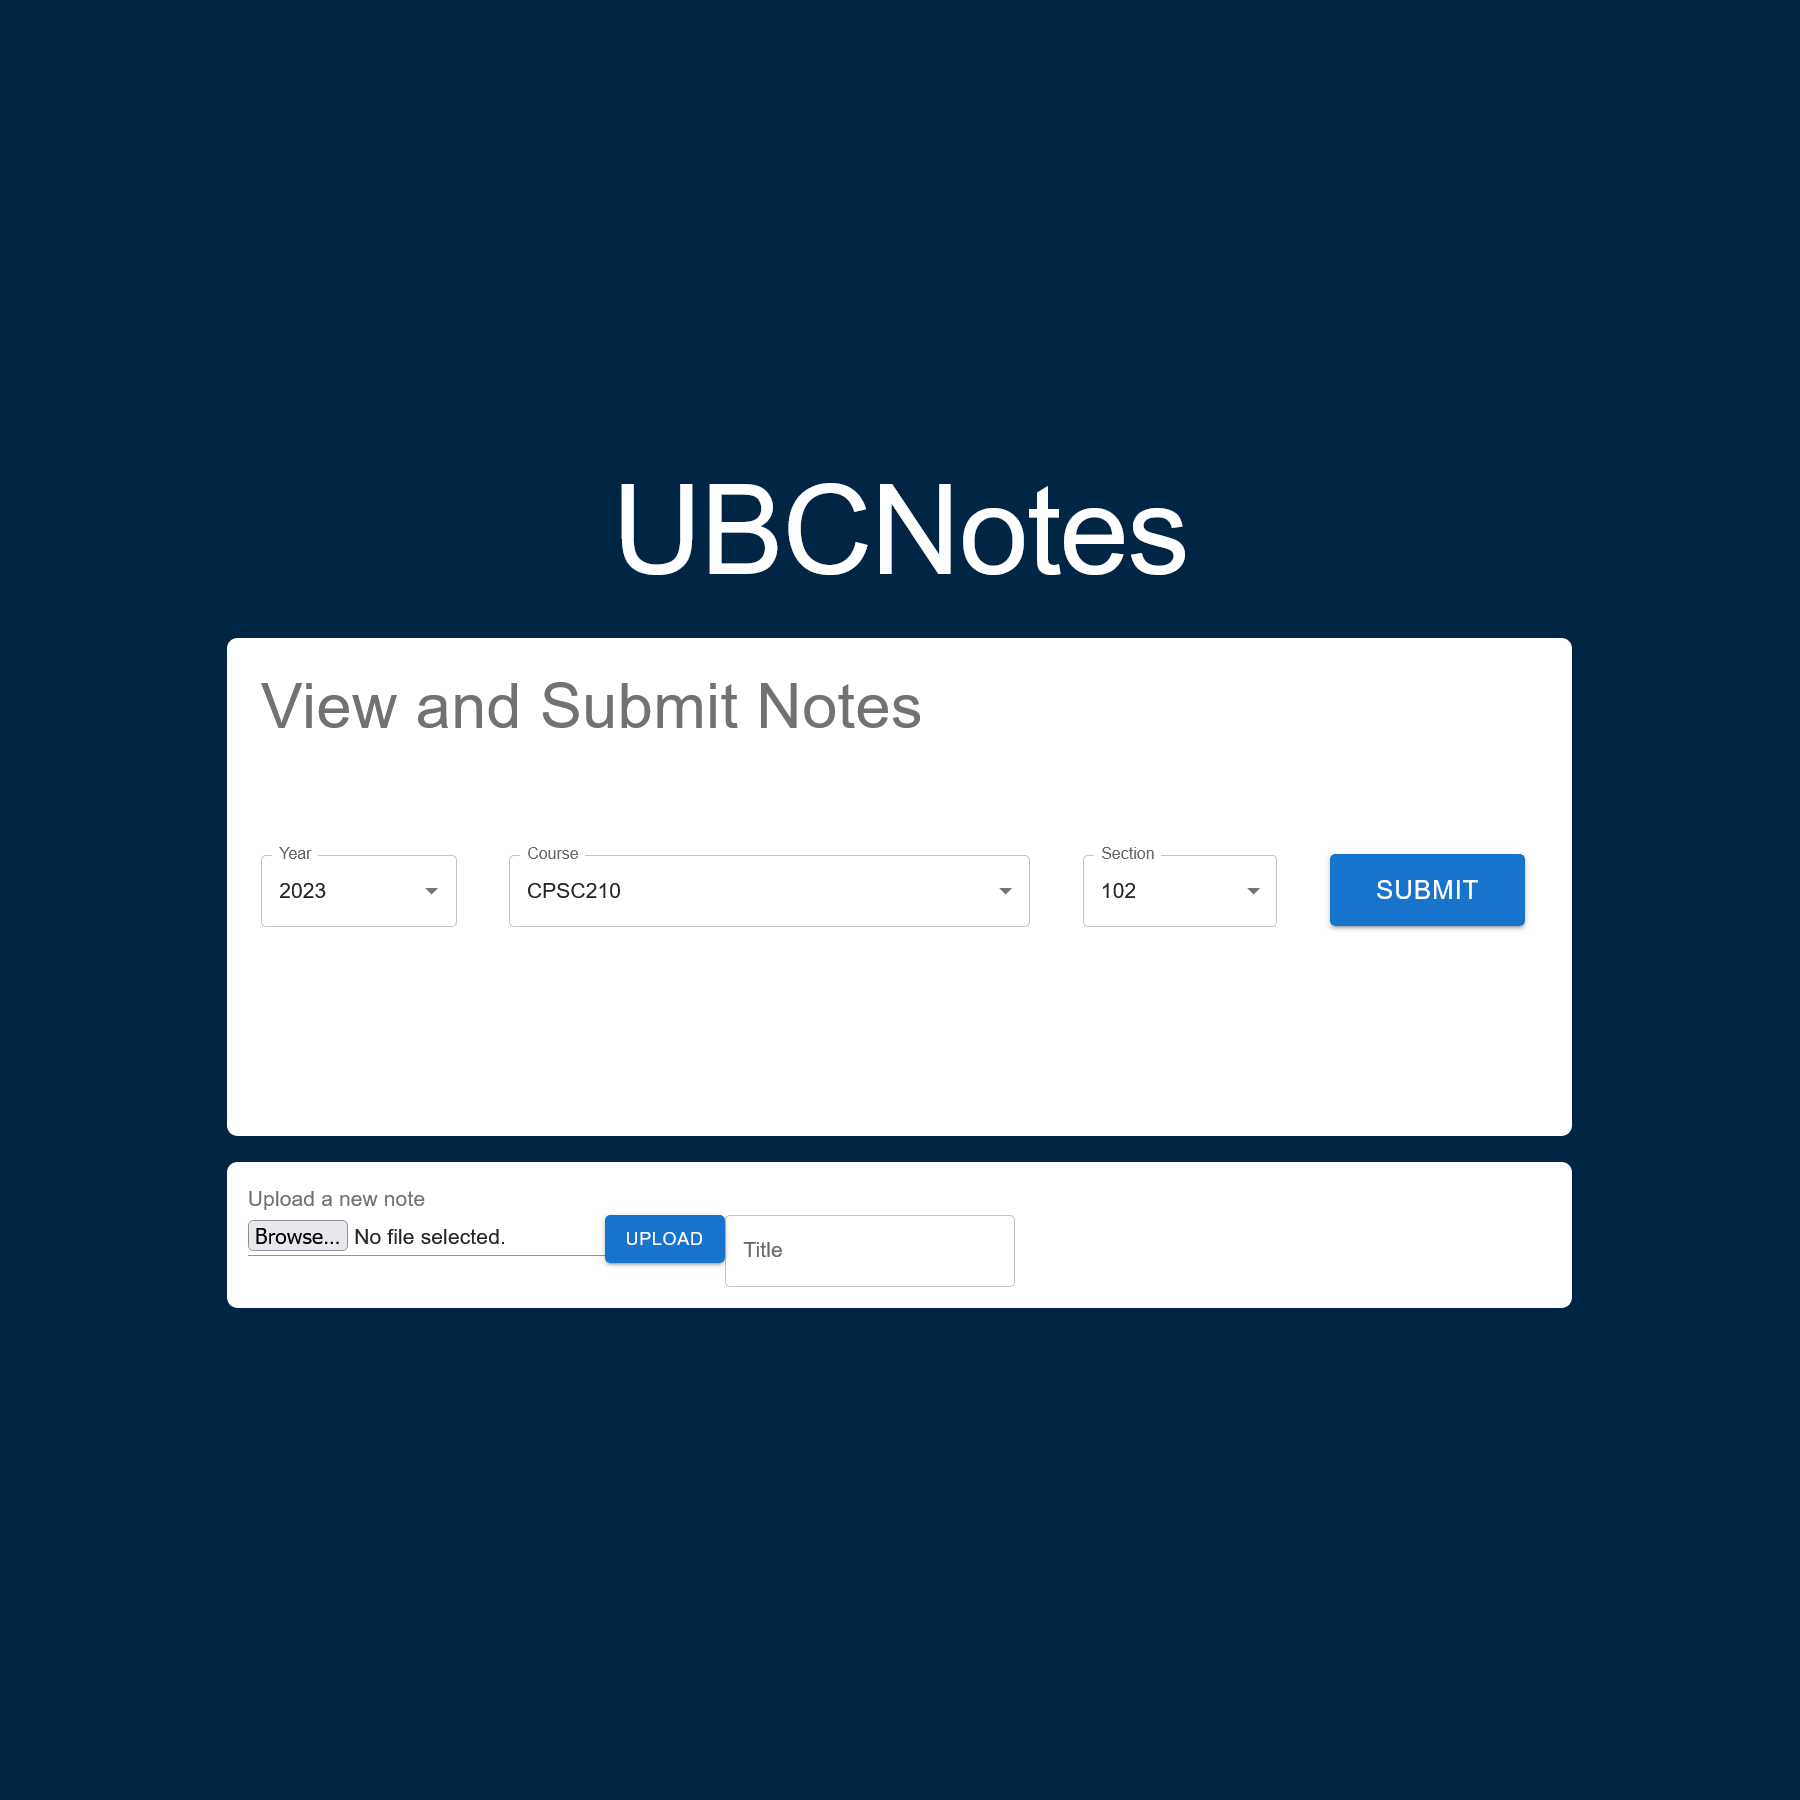 UBCNotes
View and Submit Notes
Year Course Section
2023 CPSC210 102 SUBMIT
Upload a new note
Browse... No file selected. UPLOAD Title